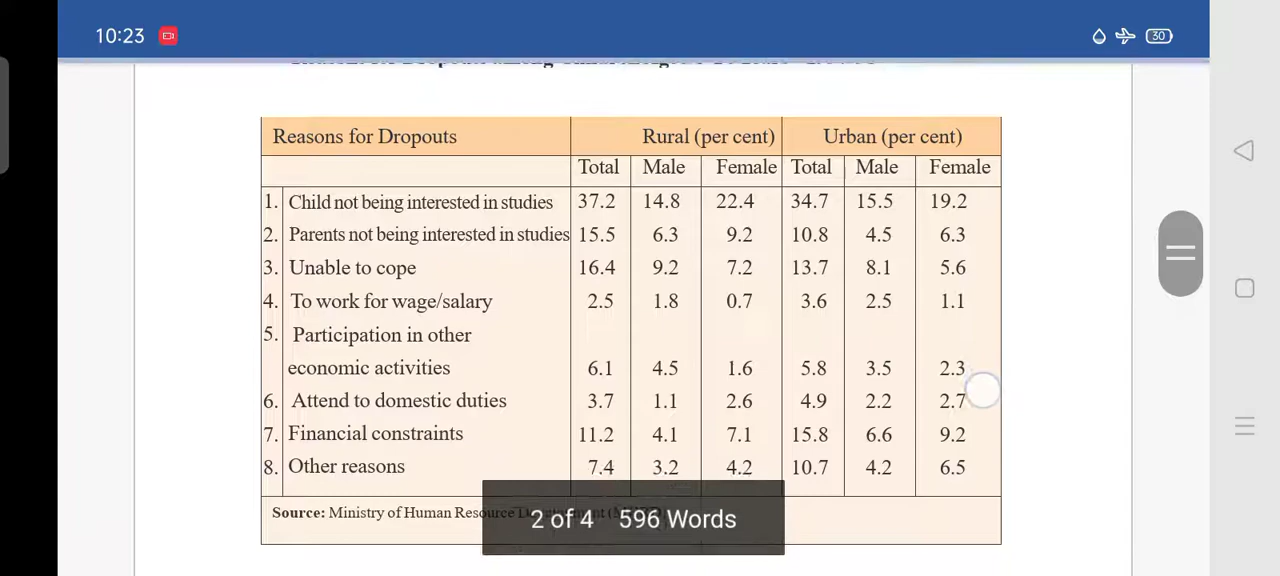 10:23
30
Reasons for Dropouts among
Reasons for Dropouts Rural (per cent) Urban (per cent)
Total Male Female Total Male Female
1. Child not being interested in studies 37.2 14.8 22.4 34.7 15.5 19.2
2. Parents not being interested in studies 15.5 6.3 9.2 10.8 4.5 6.3
3. Unable to cope 16.4 9.2 7.2 13.7 8.1 5.6
4. To work for wage/salary 2.5 1.8 0.7 3.6 2.5 1.1
5. Participation in other
economic activities 6.1 4.5 1.6 5.8 3.5 2.3
6. Attend to domestic duties 3.7 1.1 2.6 4.9 2.2 2.7
7. Financial constraints 11.2 4.1 7.1 15.8 6.6 9.2
8. Other reasons 7.4 3.2 4.2 10.7 4.2 6.5
Source: Ministry of Human Resource
2 of 4 596 Words